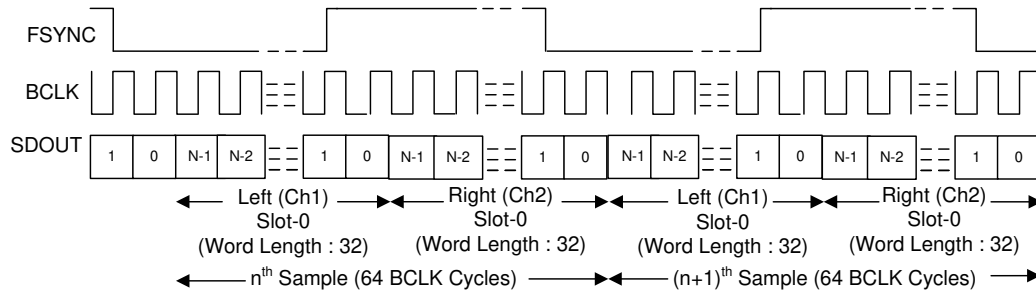 FSYNC
BCLK
SDOUT
1 0 N-1 N-2 1 0 N-1 N-2 1 0 N-1 N-2 1 0 N-1 N-2 1 0
Left (Ch1) Right (Ch2) Left (Ch1) Right (Ch2)
Slot-0 Slot-0 Slot-0 Slot-0
(Word Length : 32) (Word Length : 32) (Word Length : 32) (Word Length : 32)
nth Sample (64 BCLK Cycles) (n+1)th Sample (64 BCLK Cycles)